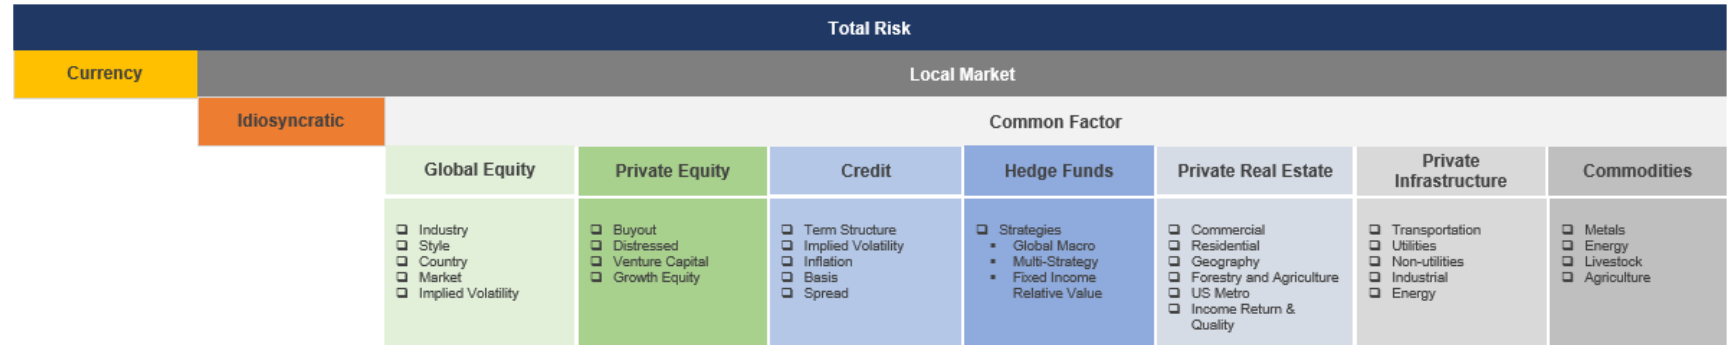 Total Risk
Currency
Local Market
Idiosyncratic
Common Factor
Global Equity
Private Equity
Credit
Hedge Funds
Private Real Estate
Private
Infrastructure
Commodities
Industry
Style
Country
Market
Implied Volatility
Buyout
Distressed
Venture Capital
Growth Equity
Term Structure
Implied Volatility
Inflation
Basis
Spread
Strategies
Global Macro
Multi-Strategy
Fixed Income
Relative Value
Commercial
Residential
Geography
Forestry and Agriculture
US Metro
Income Return &
Quality
Transportation
Utilities
Non-utilities
Industrial
Energy
Metals
Energy
Livestock
Agriculture